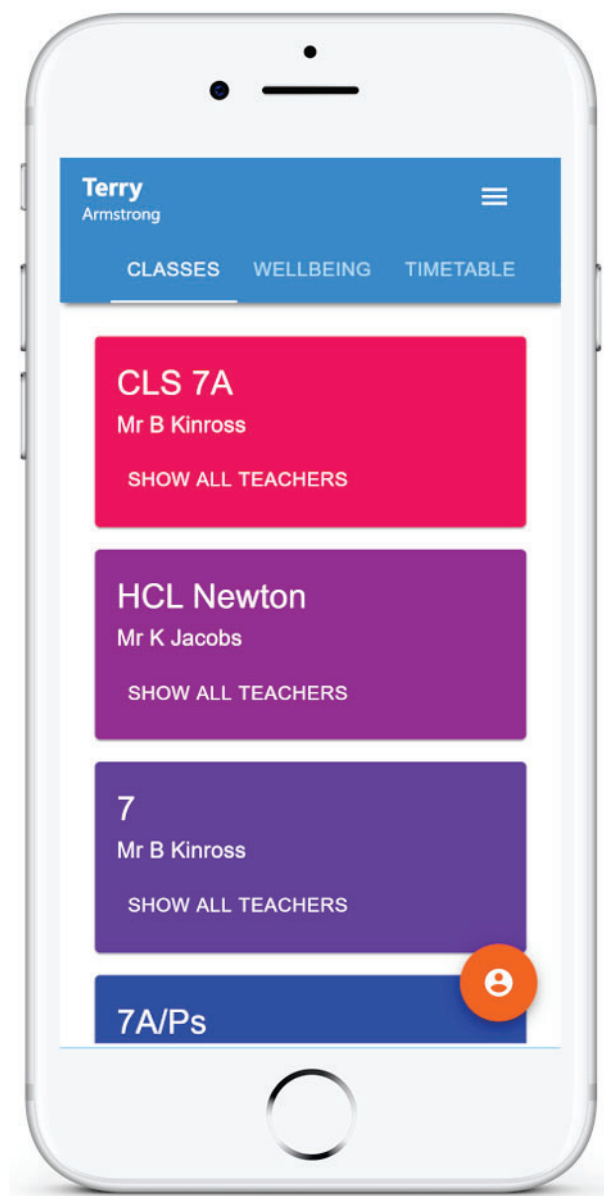 Terry
Armstrong
CLASSES WELLBEING TIMETABLE
CLS 7A
Mr B Kinross
SHOW ALL TEACHERS
HCL Newton
Mr K Jacobs
SHOW ALL TEACHERS
7
Mr B Kinross
SHOW ALL TEACHERS
7A/Ps